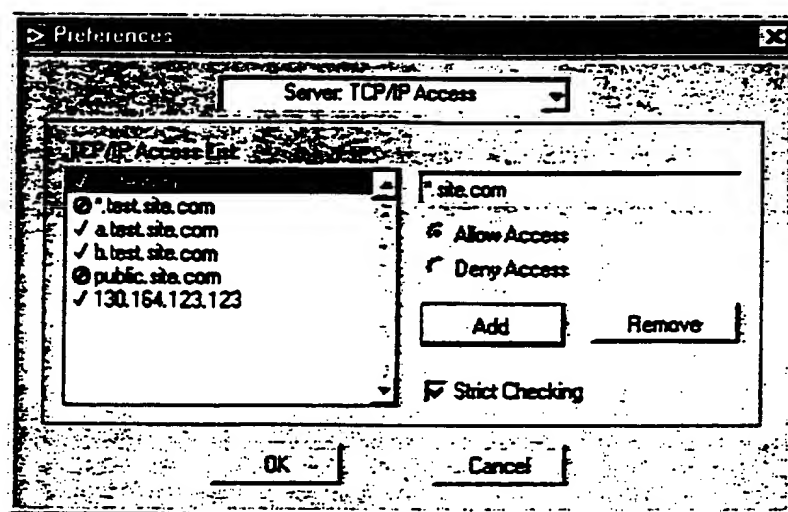 Preferences
Server: TCP/IP Access
TCP/IP Access List
*.site.com
*.test.site.com
a.test.site.com
b.test.site.com
public.site.com
130.164.123.123
Allow Access
Deny Access
Add
Remove
Strict Checking
OK
Cancel